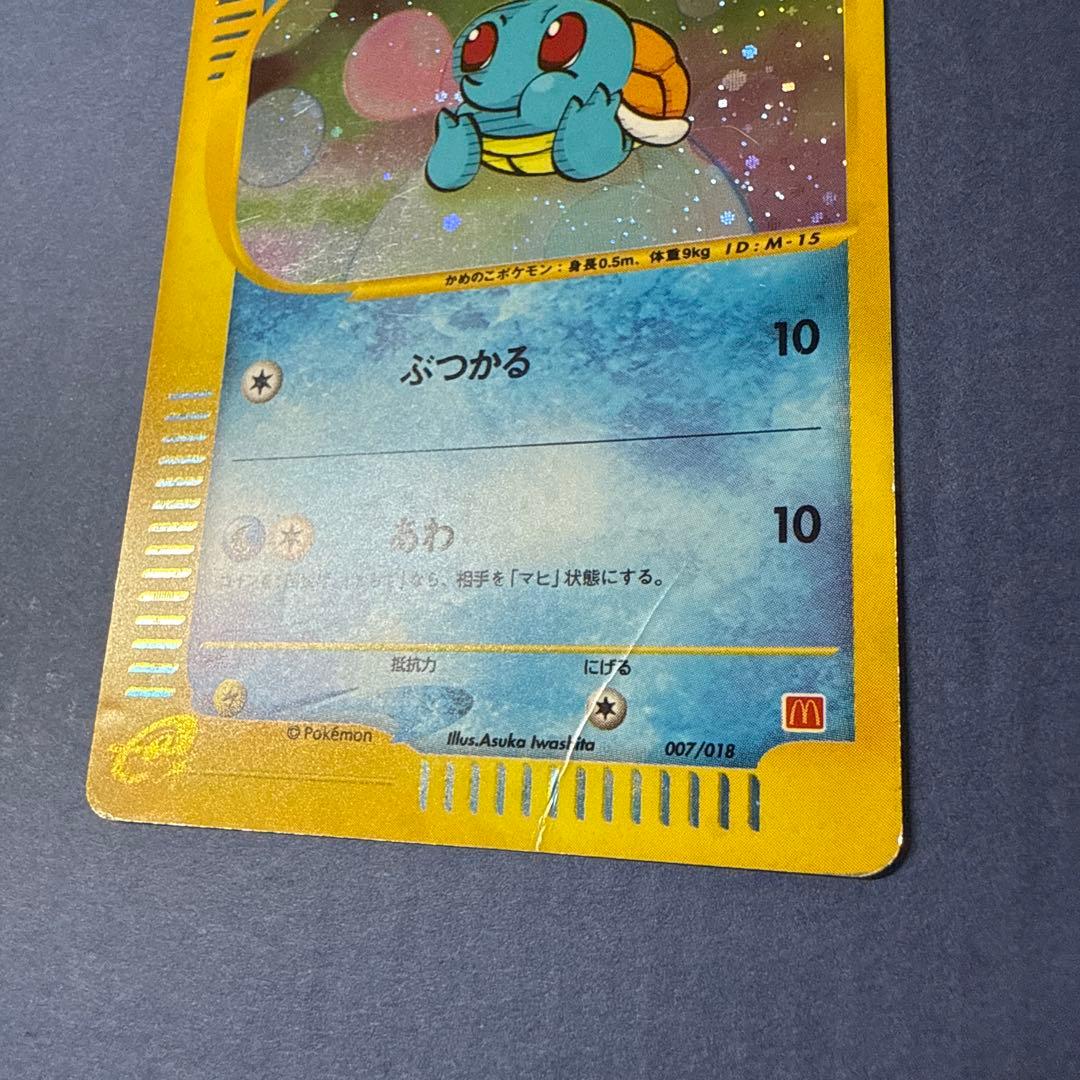 かめのこポケモン：身長0.5m、体重9kg ID:M-15
ぶつかる 10
あわ 10
なら、相手を「マヒ」状態にする。
抵抗力 にげる
©Pokémon Illus.Asuka Iwashita 007/018